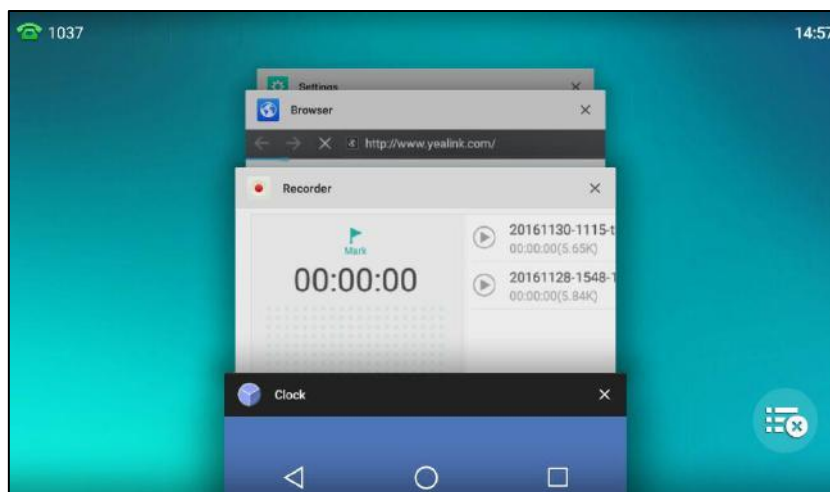 1037
14:57
Settings
Browser
http://www.yealink.com/
Recorder
Mark
00:00:00
20161130-1115-t
00:00:00(5.65K)
20161128-1548-1
00:00:00(5.84K)
Clock